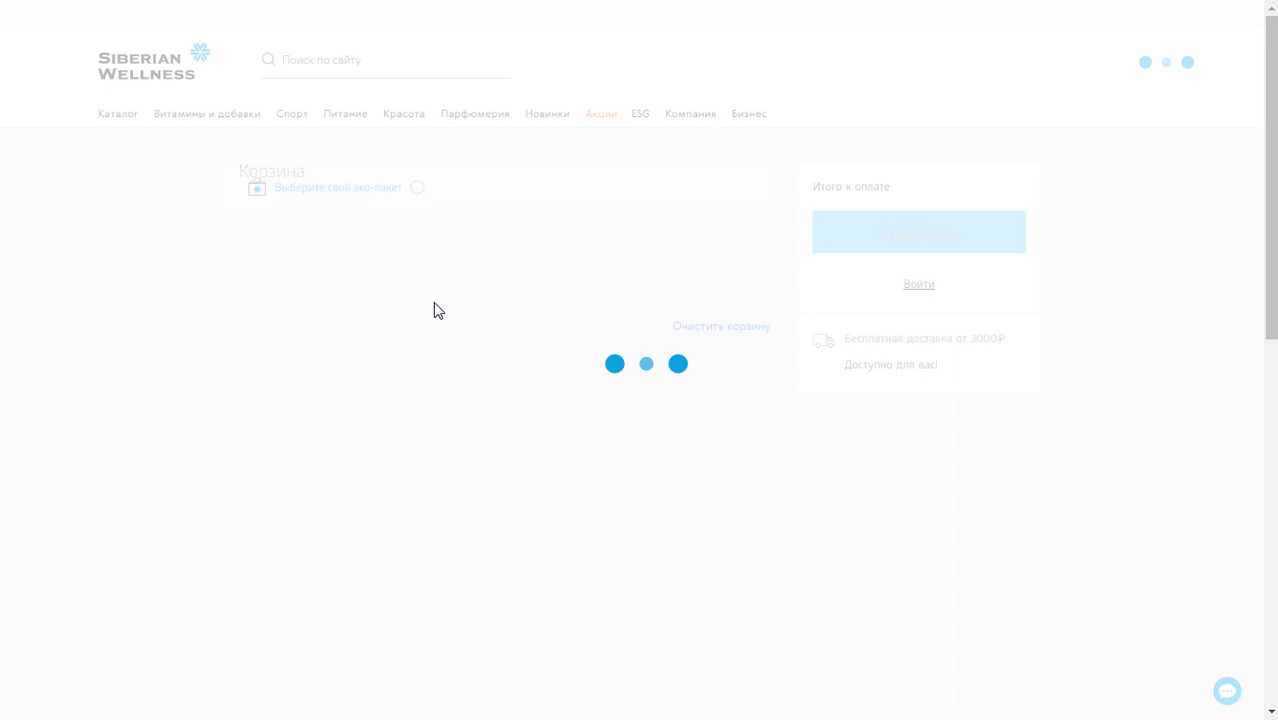 SIBERIAN
WELLNESS
Поиск по сайту
Каталог Витамины и добавки Спорт Питание Красота Парфюмерия Новинки Акции ESG Компания Бизнес
Корзина
Выберите свой эко-пакет
Итого к оплате
Войти
Очистить корзину
Бесплатная доставка от 3000 ₽
Доступно для вас!